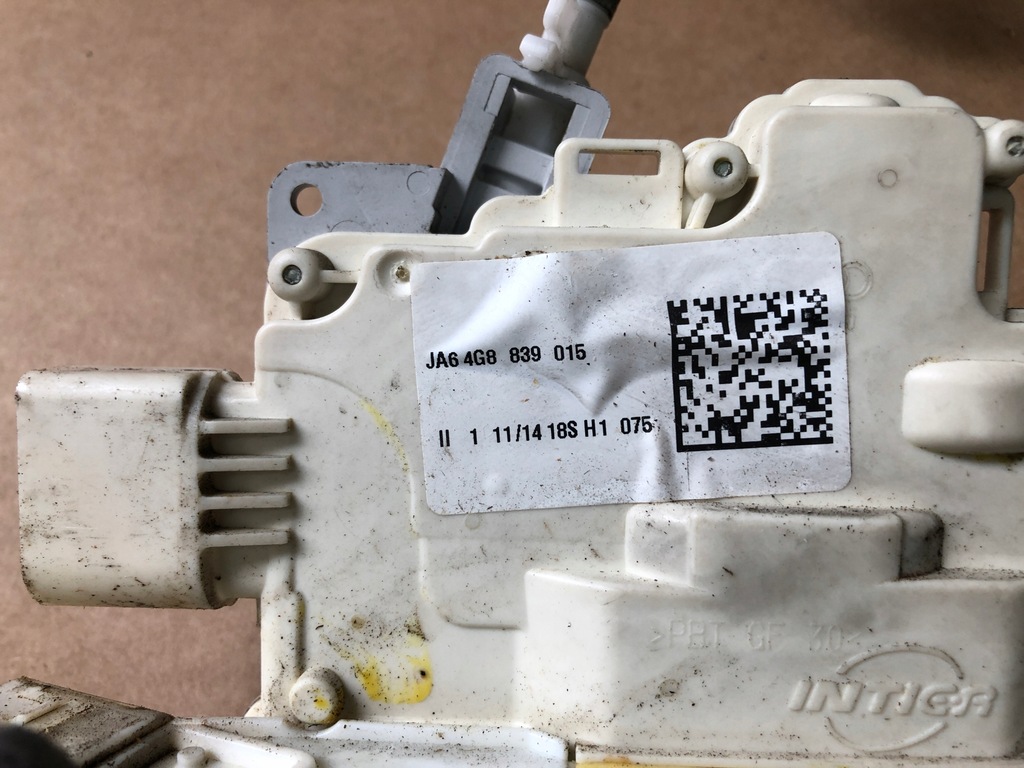 JA6 4G8 839 015
II 1 11/14 18S H1 075
>PBT GF 30<
INTIER